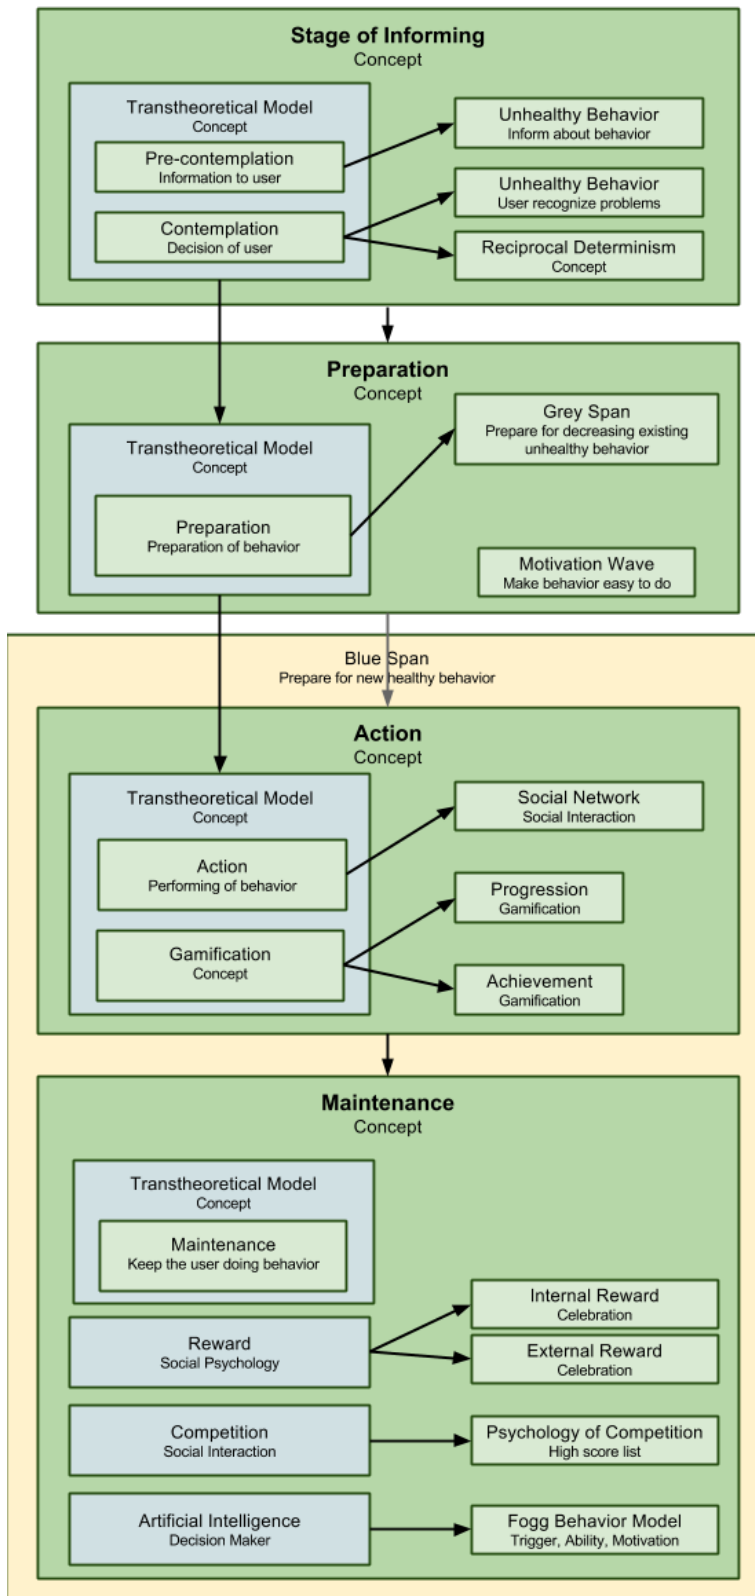 Stage of Informing
Concept
Transtheoretical Model
Concept
Pre-contemplation
Information to user
Contemplation
Decision of user
Unhealthy Behavior
Inform about behavior
Unhealthy Behavior
User recognize problems
Reciprocal Determinism
Concept
Preparation
Concept
Transtheoretical Model
Concept
Preparation
Preparation of behavior
Grey Span
Prepare for decreasing existing
unhealthy behavior
Motivation Wave
Make behavior easy to do
Blue Span
Prepare for new healthy behavior
Action
Concept
Transtheoretical Model
Concept
Action
Performing of behavior
Gamification
Concept
Social Network
Social Interaction
Progression
Gamification
Achievement
Gamification
Maintenance
Concept
Transtheoretical Model
Concept
Maintenance
Keep the user doing behavior
Reward
Social Psychology
Internal Reward
Celebration
External Reward
Celebration
Competition
Social Interaction
Psychology of Competition
High score list
Artificial Intelligence
Decision Maker
Fogg Behavior Model
Trigger, Ability, Motivation